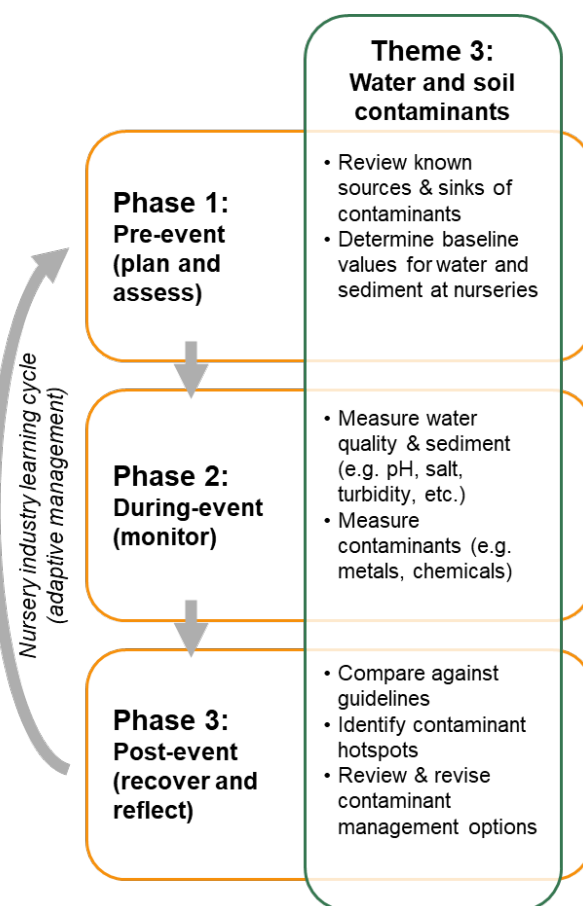 Theme 3:
Water and soil
contaminants
Phase 1:
Pre-event
(plan and
assess)
• Review known
sources & sinks of
contaminants
• Determine baseline
values for water and
sediment at nurseries
Nursery industry learning cycle
(adaptive management)
Phase 2:
During-event
(monitor)
• Measure water
quality & sediment
(e.g. pH, salt,
turbidity, etc.)
• Measure
contaminants (e.g.
metals, chemicals)
Phase 3:
Post-event
(recover and
reflect)
• Compare against
guidelines
• Identify contaminant
hotspots
• Review & revise
contaminant
management options